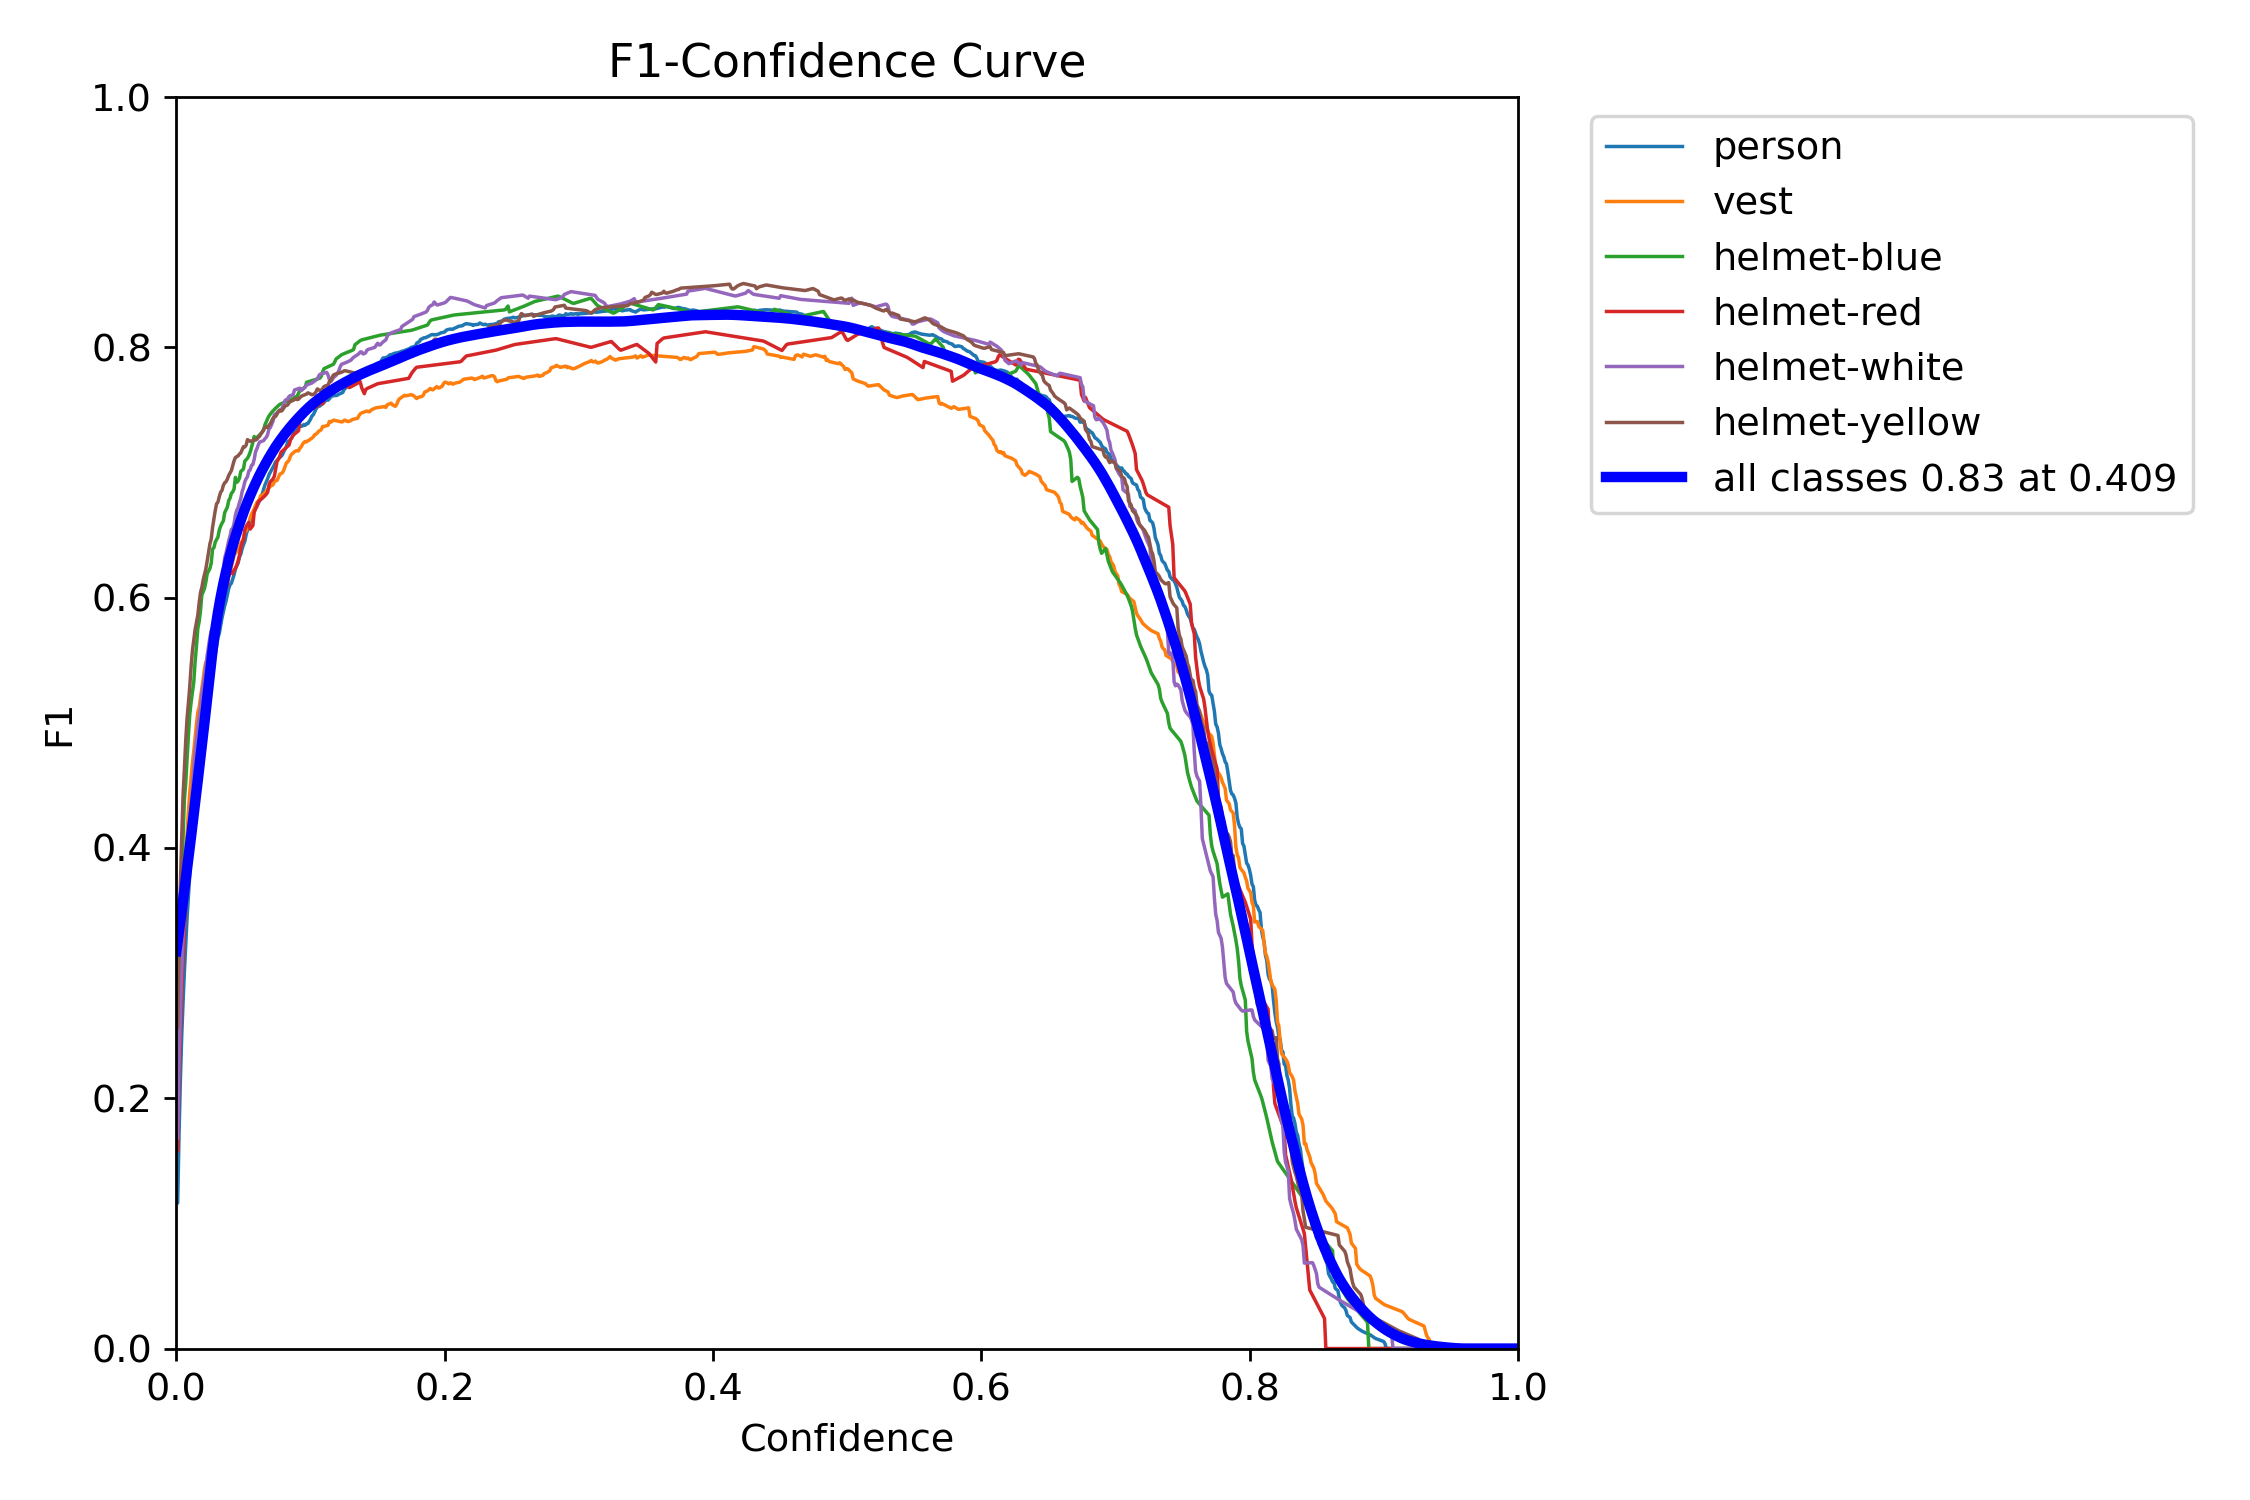 F1-Confidence Curve
1.0
0.8
0.6
0.4
0.2
0.0
F1
0.0 0.2 0.4 0.6 0.8 1.0
Confidence
person
vest
helmet-blue
helmet-red
helmet-white
helmet-yellow
all classes 0.83 at 0.409